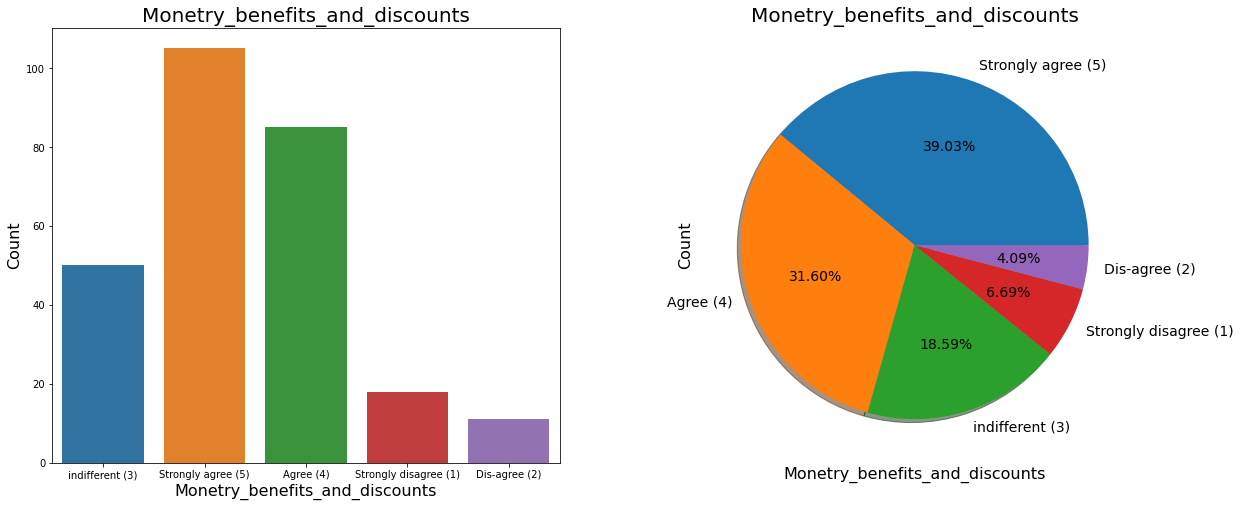 Monetry_benefits_and_discounts
100
80
60
40
20
0
Count
indifferent (3) Strongly agree (5) Agree (4) Strongly disagree (1) Dis-agree (2)
Monetry_benefits_and_discounts
Monetry_benefits_and_discounts
Strongly agree (5)
39.03%
Count
Dis-agree (2)
4.09%
31.60%
6.69%
Agree (4)
Strongly disagree (1)
18.59%
indifferent (3)
Monetry_benefits_and_discounts